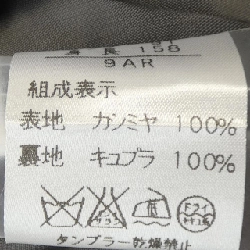 身長 158
9AR
組成表示
表地 カシミヤ 100%
裏地 キュプラ 100%
タンブラー乾燥禁止